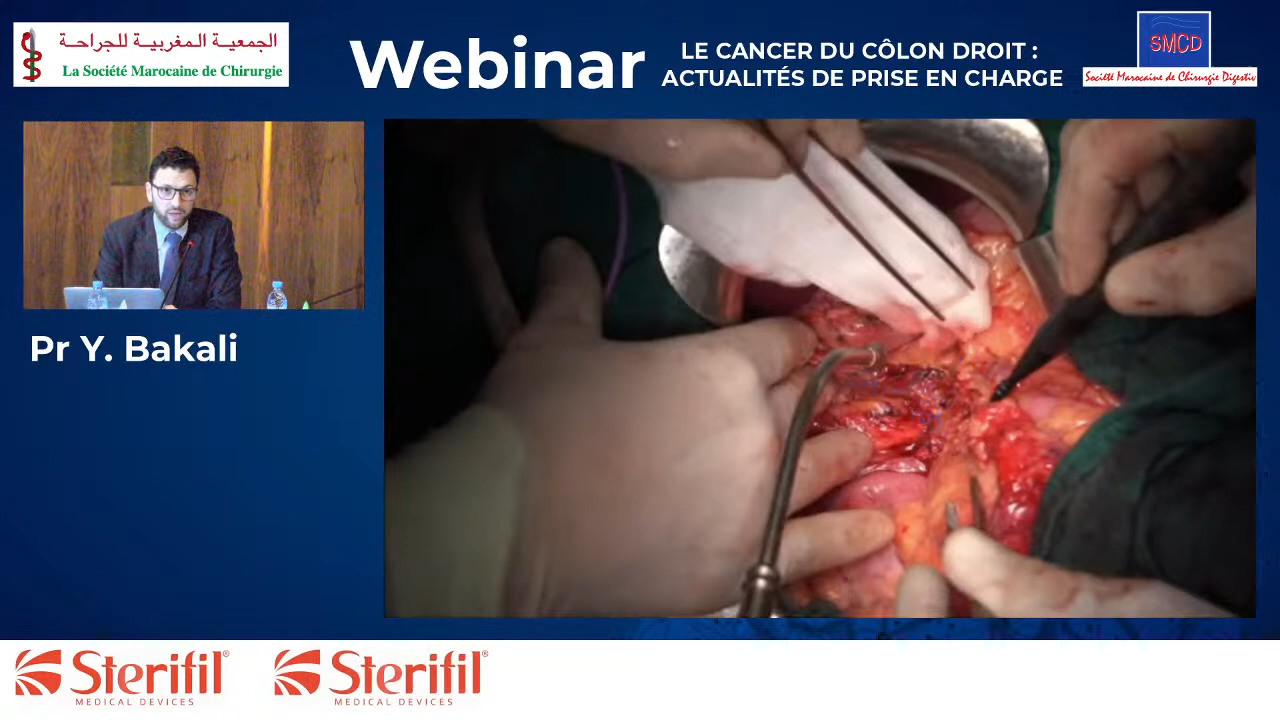 الجمعية المغربية للجراحة
La Société Marocaine de Chirurgie
Webinar
LE CANCER DU CÔLON DROIT :
ACTUALITÉS DE PRISE EN CHARGE
SMCD
Société Marocaine de Chirurgie Digestiv
Pr Y. Bakali
Sterifil®
MEDICAL DEVICES
Sterifil®
MEDICAL DEVICES